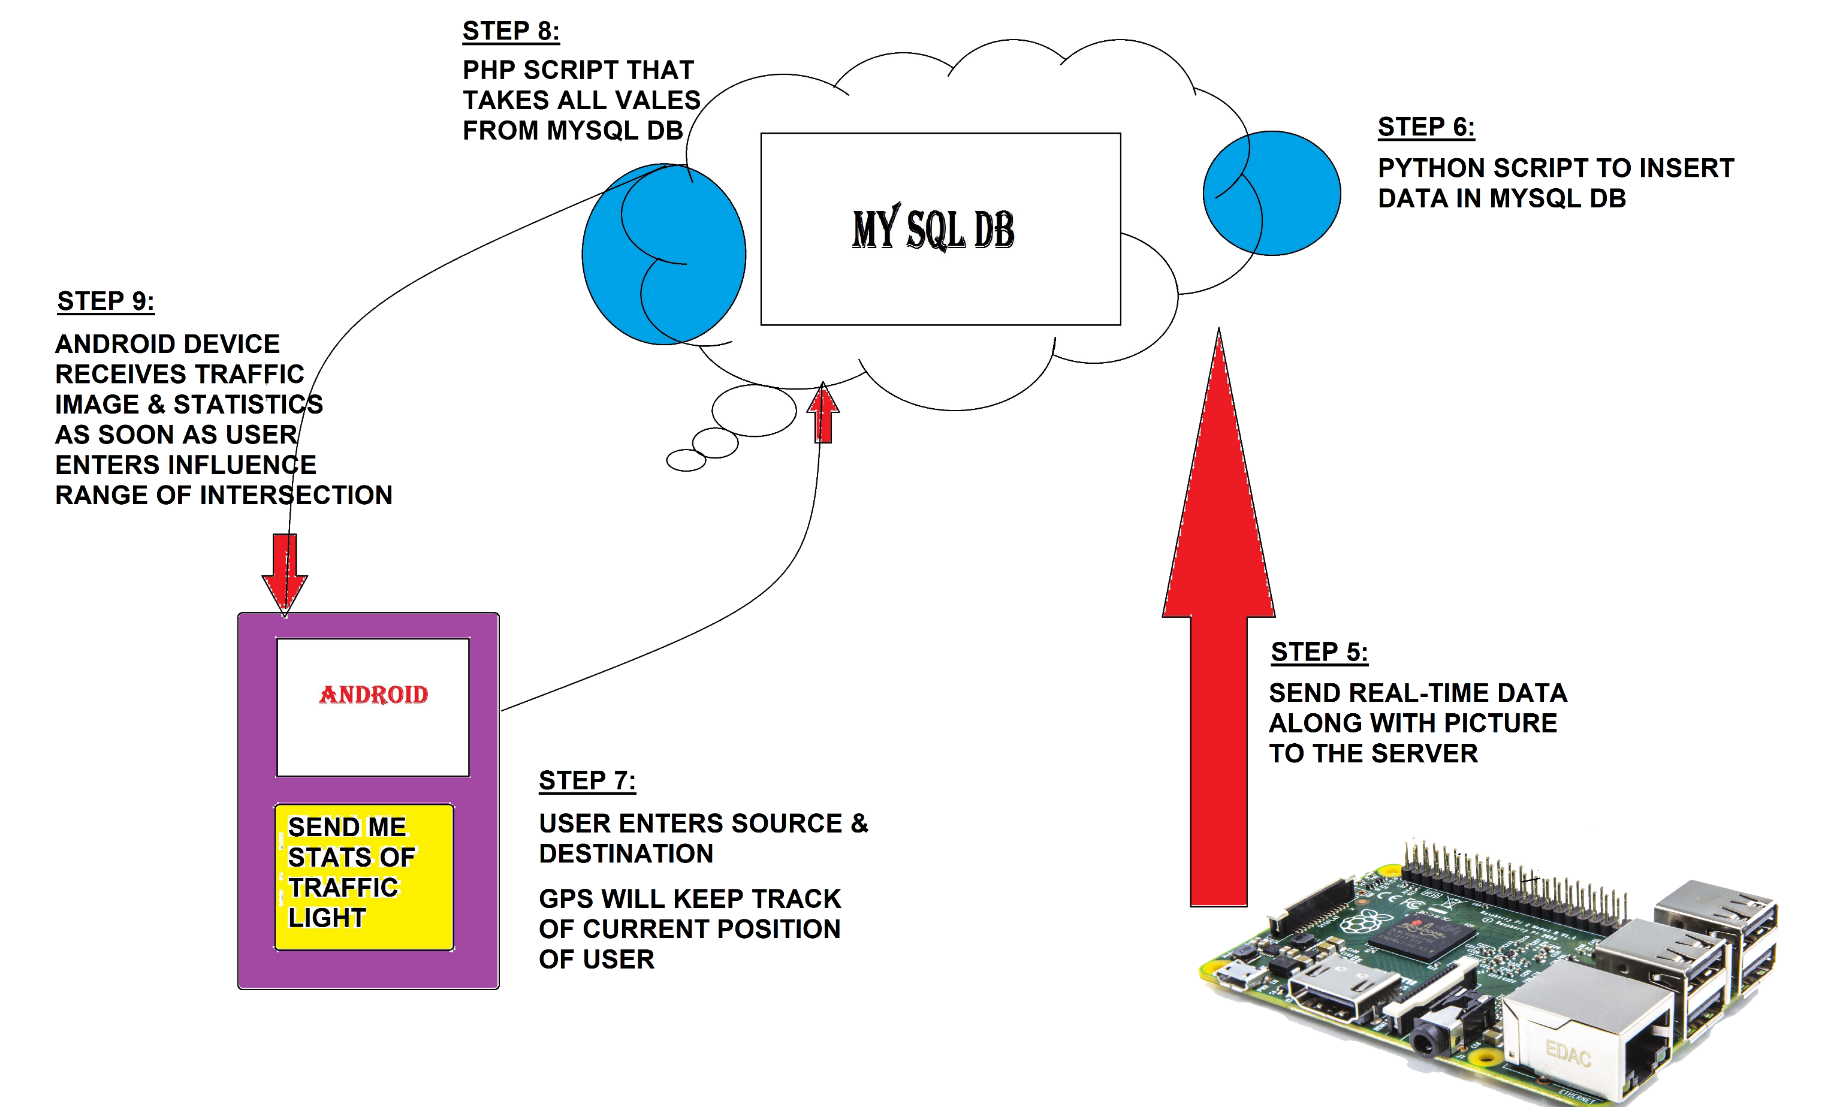 STEP 8:
PHP SCRIPT THAT
TAKES ALL VALES
FROM MYSQL DB
MY SQL DB
STEP 6:
PYTHON SCRIPT TO INSERT
DATA IN MYSQL DB
STEP 9:
ANDROID DEVICE
RECEIVES TRAFFIC
IMAGE & STATISTICS
AS SOON AS USER
ENTERS INFLUENCE
RANGE OF INTERSECTION
ANDROID
SEND ME
STATS OF
TRAFFIC
LIGHT
STEP 7:
USER ENTERS SOURCE &
DESTINATION
GPS WILL KEEP TRACK
OF CURRENT POSITION
OF USER
STEP 5:
SEND REAL-TIME DATA
ALONG WITH PICTURE
TO THE SERVER
EDAC
ETHERNET